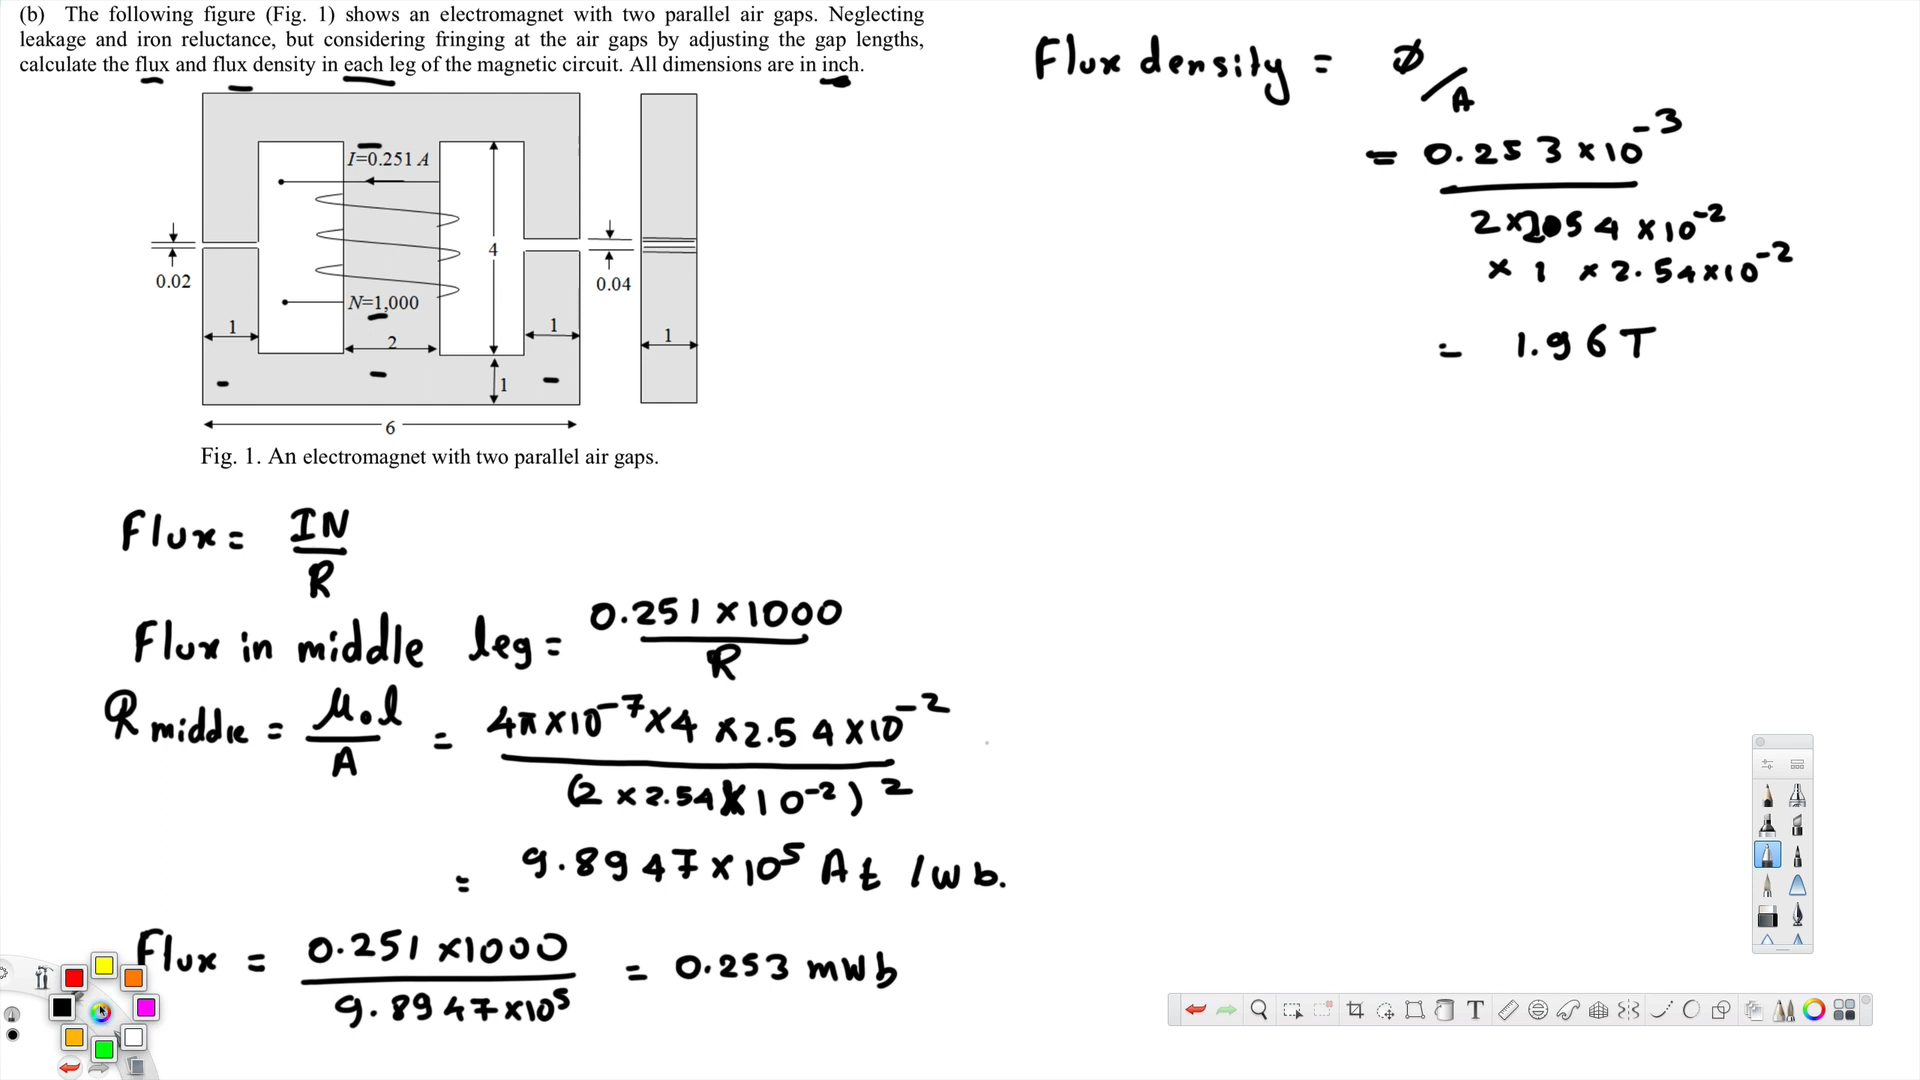 (b) The following figure (Fig. 1) shows an electromagnet with two parallel air gaps. Neglecting
leakage and iron reluctance, but considering fringing at the air gaps by adjusting the gap lengths,
calculate the flux and flux density in each leg of the magnetic circuit. All dimensions are in inch.
I=0.251 A
4
0.02
0.04
N=1,000
1
2
1
1
1
6
Fig. 1. An electromagnet with two parallel air gaps.
Flux = IN
R
Flux in middle leg = 0.251 × 1000
R
R middle = μ₀l
A
= 4π×10⁻⁷×4 ×2.54×10⁻²
(2 × 2.54×10⁻²)²
= 9.8947×10⁵ At /wb.
Flux = 0.251 ×1000
9.8947×10⁵
= 0.253 mwb
Flux density = ∅/A
= 0.253×10⁻³
2× 54 ×10⁻²
× 1 × 2.54×10⁻²
= 1.96T
T